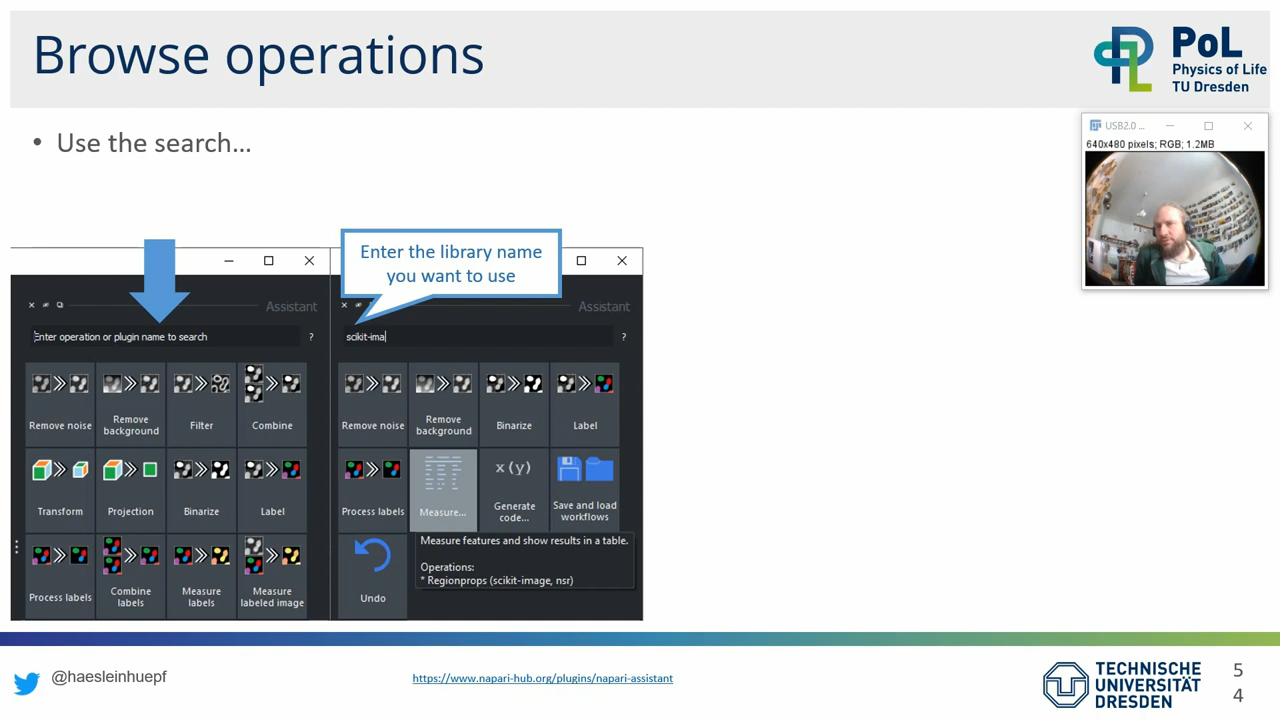 Browse operations
PoL
Physics of Life
TU Dresden
• Use the search...
USB2.0 ...
640x480 pixels; RGB; 1.2MB
Enter the library name
you want to use
Assistant
Assistant
Enter operation or plugin name to search
?
scikit-ima
?
Remove noise
Remove
background
Filter
Combine
Remove noise
Remove
background
Binarize
Label
Transform
Projection
Binarize
Label
Process labels
Measure...
x(y)
Generate
code...
Save and load
workflows
Measure features and show results in a table.
Operations:
* Regionprops (scikit-image, nsr)
Process labels
Combine
labels
Measure
labels
Measure
labeled image
Undo
@haesleinhuepf
https://www.napari-hub.org/plugins/napari-assistant
TECHNISCHE
UNIVERSITÄT
DRESDEN
5
4